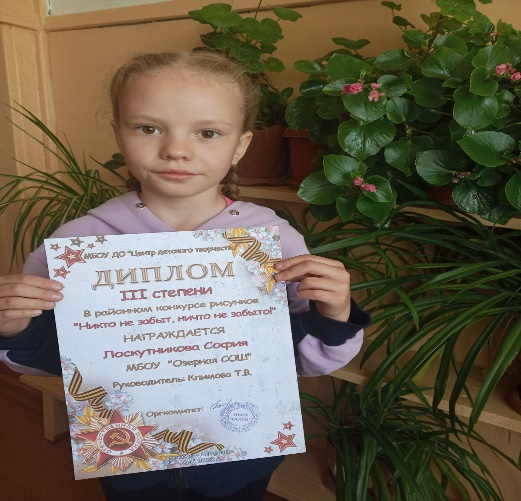 МБОУ ДО "Центр детского творчества"
ДИПЛОМ
III степени
В районном конкурсе рисунков
"Никто не забыт, ничто не забыто!"
НАГРАЖДАЕТСЯ
Лоскутникова София
МБОУ "Озерная СОШ"
Руководитель: Климова Т.В.
Оргкомитет: